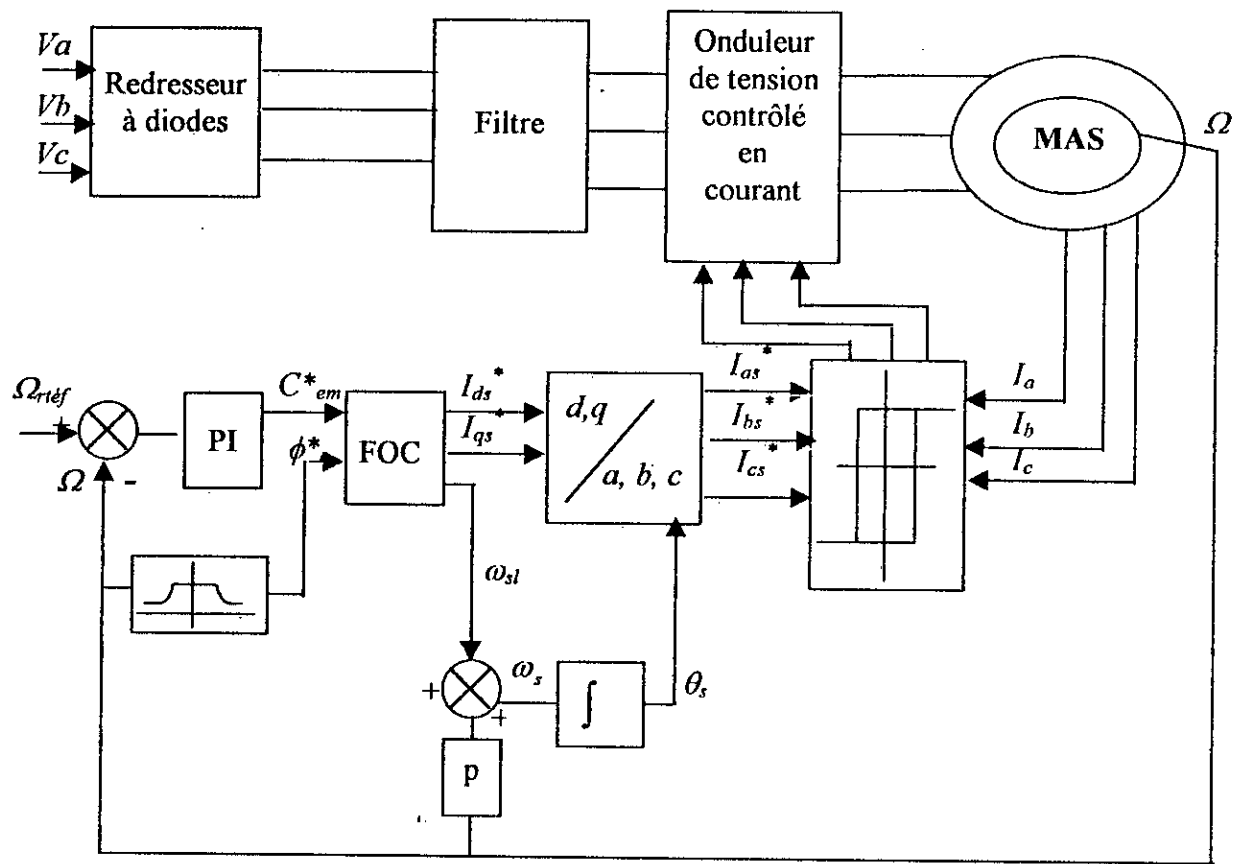 Va
Vb
Vc
Redresseur
à diodes
Filtre
Onduleur
de tension
contrôlé
en
courant
MAS
Ω
Ω_rféf
+
Ω
-
PI
C*em
ϕ*
FOC
Ids*
Iqs*
d,q
a, b, c
Ias*
Ibs*
Ics*
Ia
Ib
Ic
ωsl
+
+
ωs
∫
θs
p